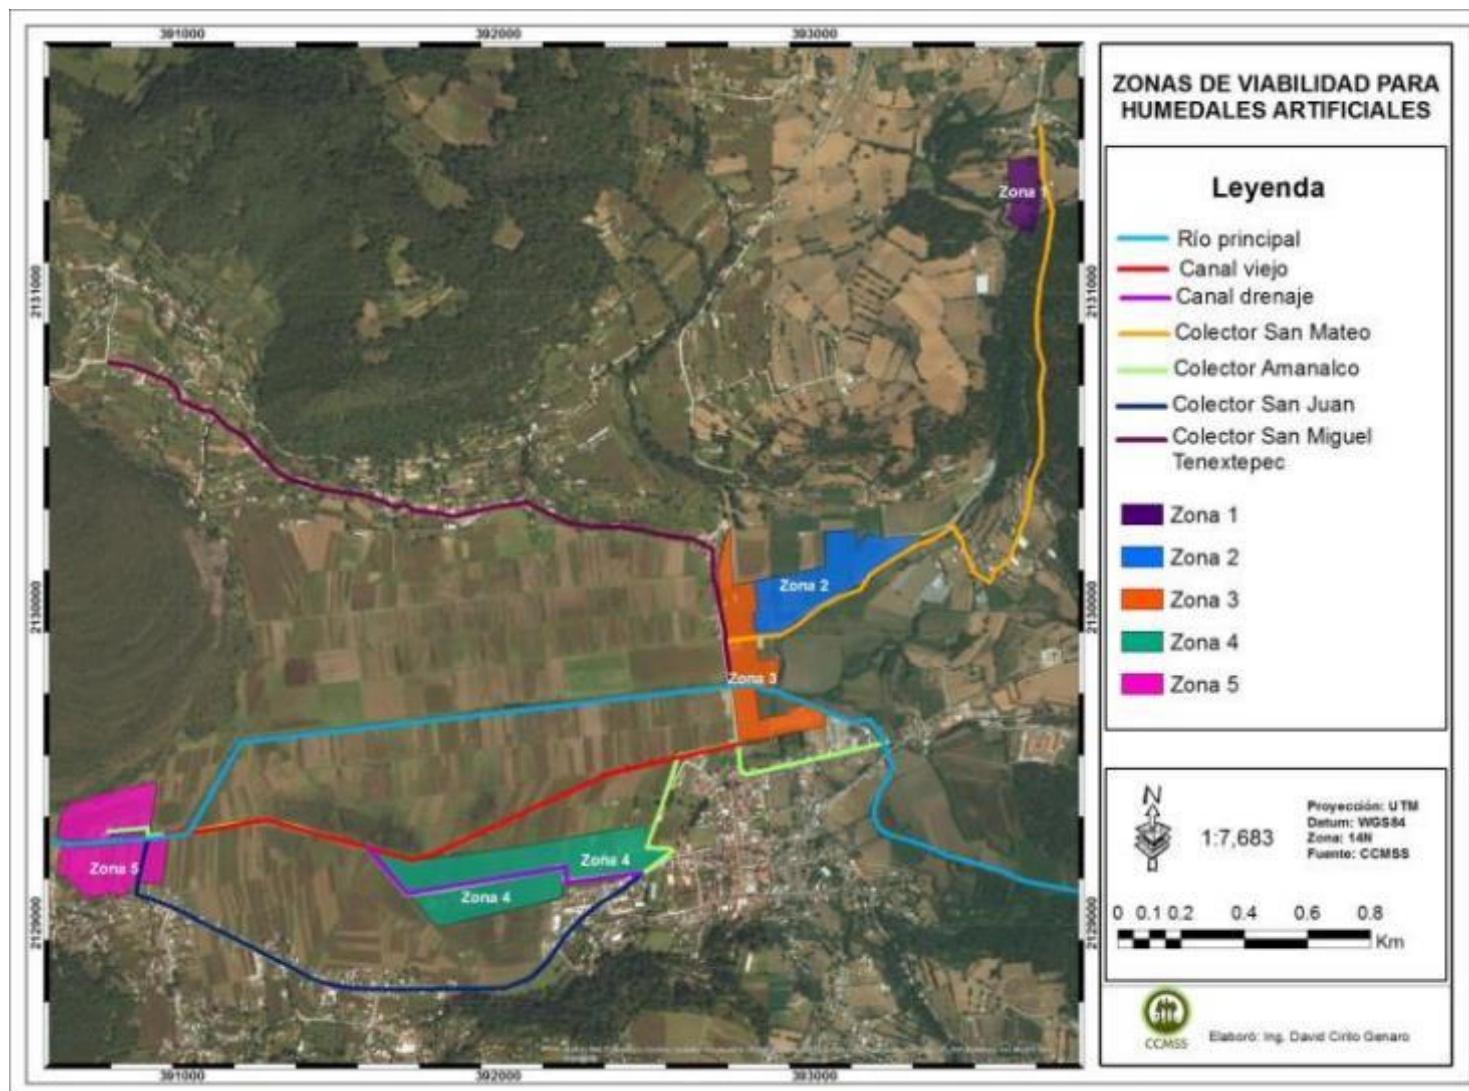 391000 392000 393000
2131000
2131000
2130000
2130000
2129000
2129000
391000 392000 393000
Zona 1
Zona 2
Zona 3
Zona 4
Zona 4
Zona 5
ZONAS DE VIABILIDAD PARA
HUMEDALES ARTIFICIALES
Leyenda
Río principal
Canal viejo
Canal drenaje
Colector San Mateo
Colector Amanalco
Colector San Juan
Colector San Miguel
Tenextepec
Zona 1
Zona 2
Zona 3
Zona 4
Zona 5
N
1:7,683
Proyección: UTM
Datum: WGS84
Zona: 14N
Fuente: CCMSS
0 0.1 0.2 0.4 0.6 0.8
Km
CCMSS
Elaboró: Ing. David Cirilo Genaro